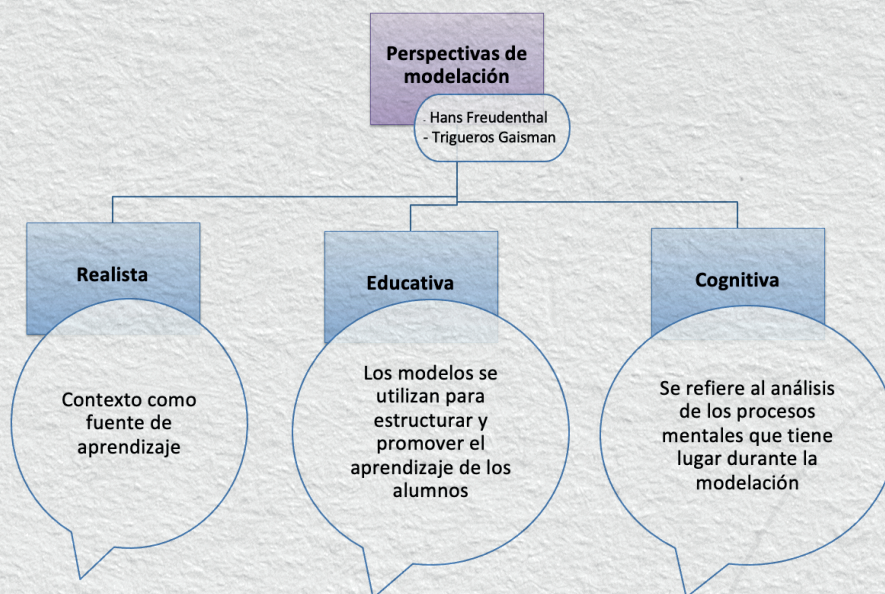 Perspectivas de
modelación
- Hans Freudenthal
- Trigueros Gaisman
Realista
Contexto como
fuente de
aprendizaje
Educativa
Los modelos se
utilizan para
estructurar y
promover el
aprendizaje de los
alumnos
Cognitiva
Se refiere al análisis
de los procesos
mentales que tiene
lugar durante la
modelación